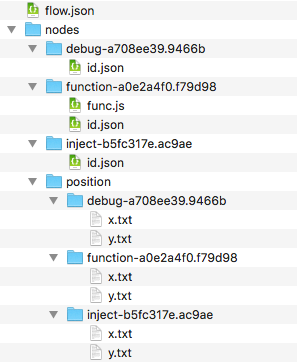 flow.json
nodes
debug-a708ee39.9466b
id.json
function-a0e2a4f0.f79d98
func.js
id.json
inject-b5fc317e.ac9ae
id.json
position
debug-a708ee39.9466b
x.txt
y.txt
function-a0e2a4f0.f79d98
x.txt
y.txt
inject-b5fc317e.ac9ae
x.txt
y.txt